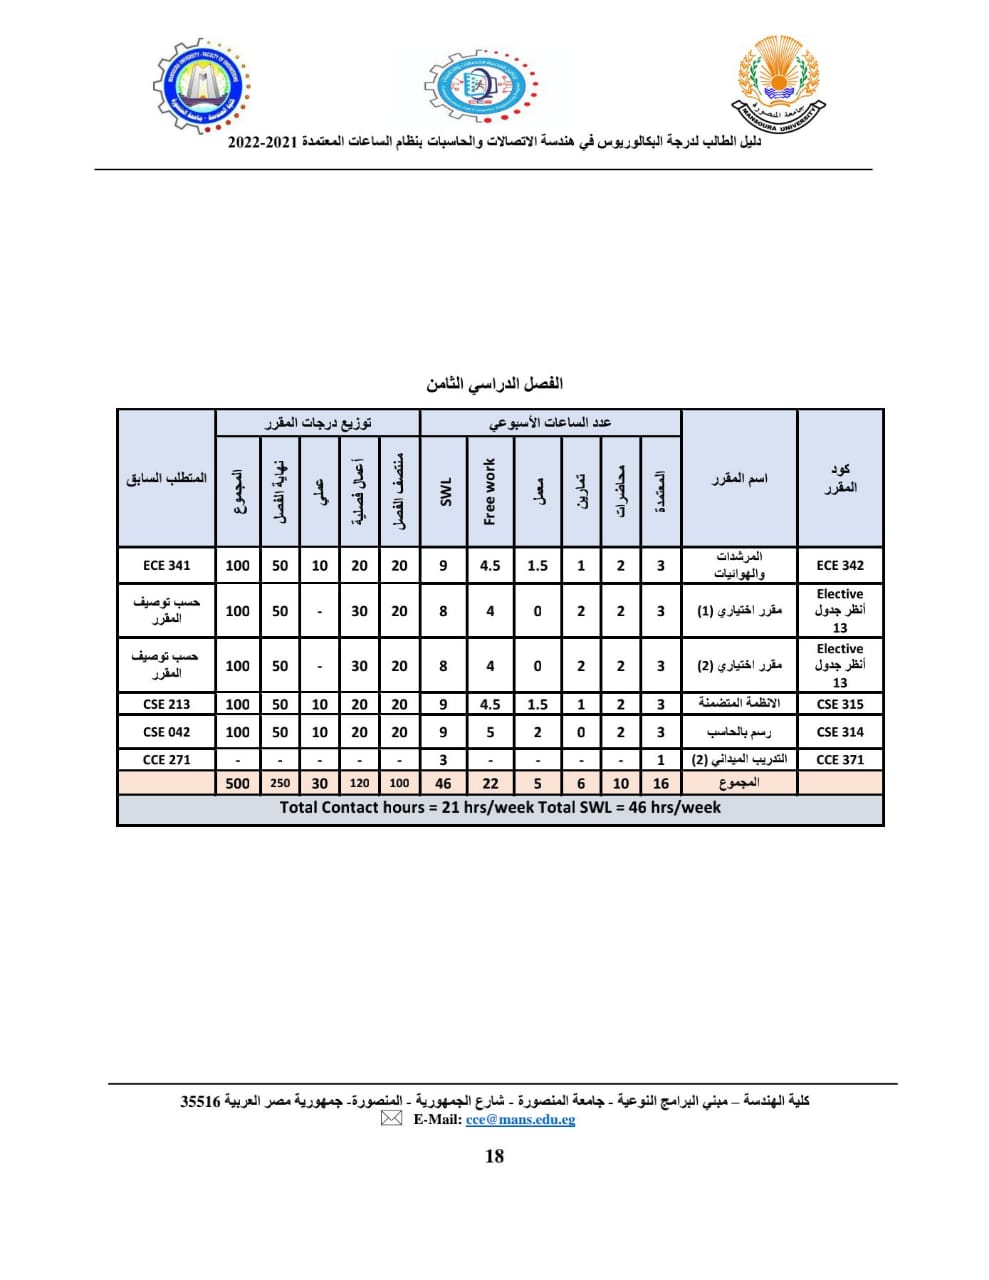 MANSOURA UNIVERSITY - FACULTY OF ENGINEERING
كلية الهندسة - جامعة المنصورة
جامعة المنصورة
MANSOURA UNIVERSITY
دليل الطالب لدرجة البكالوريوس في هندسة الاتصالات والحاسبات بنظام الساعات المعتمدة 2021-2022
الفصل الدراسي الثامن
كود المقرر | اسم المقرر | عدد الساعات الأسبوعي | توزيع درجات المقرر | المتطلب السابق
المعتمدة | محاضرات | تمارين | معمل | Free work | SWL | منتصف الفصل | أعمال فصلية | عملي | نهاية الفصل | المجموع
ECE 342 | المرشدات والهوائيات | 3 | 2 | 1 | 1.5 | 4.5 | 9 | 20 | 20 | 10 | 50 | 100 | ECE 341
Elective أنظر جدول 13 | مقرر اختياري (1) | 3 | 2 | 2 | 0 | 4 | 8 | 20 | 30 | - | 50 | 100 | حسب توصيف المقرر
Elective أنظر جدول 13 | مقرر اختياري (2) | 3 | 2 | 2 | 0 | 4 | 8 | 20 | 30 | - | 50 | 100 | حسب توصيف المقرر
CSE 315 | الانظمة المتضمنة | 3 | 2 | 1 | 1.5 | 4.5 | 9 | 20 | 20 | 10 | 50 | 100 | CSE 213
CSE 314 | رسم بالحاسب | 3 | 2 | 0 | 2 | 5 | 9 | 20 | 20 | 10 | 50 | 100 | CSE 042
CCE 371 | التدريب الميداني (2) | 1 | - | - | - | - | 3 | - | - | - | - | - | CCE 271
المجموع | 16 | 10 | 6 | 5 | 22 | 46 | 100 | 120 | 30 | 250 | 500
Total Contact hours = 21 hrs/week Total SWL = 46 hrs/week
كلية الهندسة – مبني البرامج النوعية - جامعة المنصورة - شارع الجمهورية - المنصورة- جمهورية مصر العربية 35516
E-Mail: cce@mans.edu.eg
18